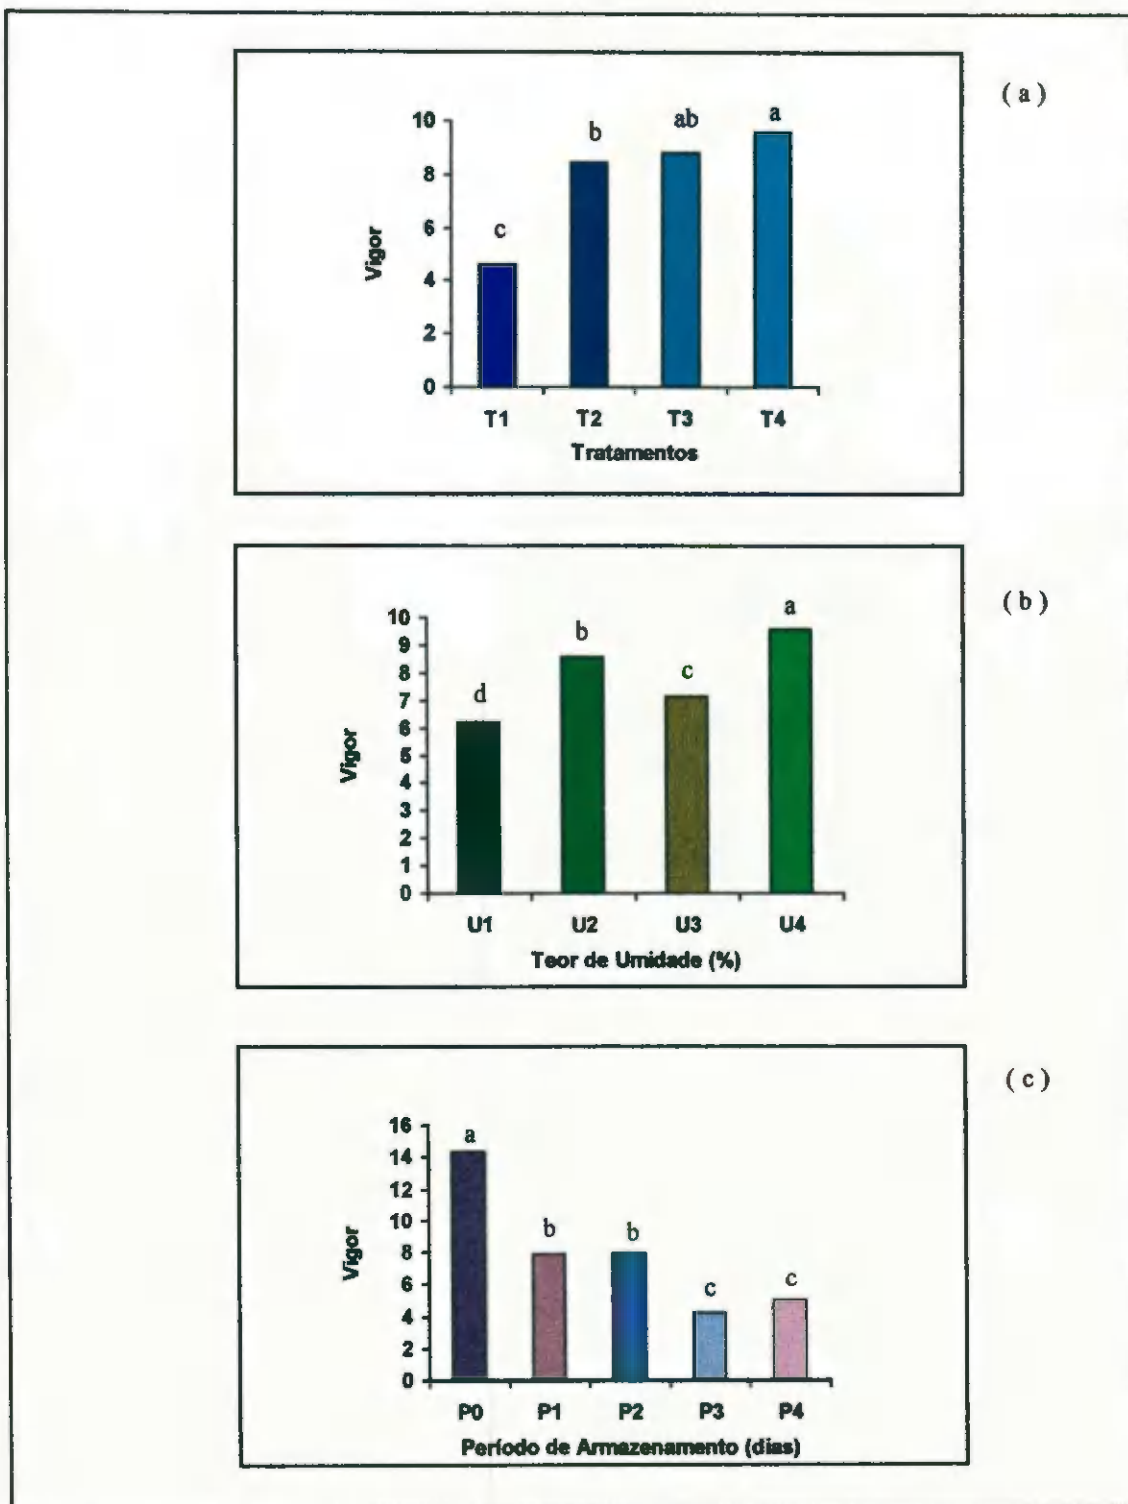 ( a )
10
8
6
4
2
0
Vigor
c
b
ab
a
T1 T2 T3 T4
Tratamentos
( b )
10
9
8
7
6
5
4
3
2
1
0
Vigor
d
b
c
a
U1 U2 U3 U4
Teor de Umidade (%)
( c )
16
14
12
10
8
6
4
2
0
Vigor
a
b
b
c
c
P0 P1 P2 P3 P4
Período de Armazenamento (dias)